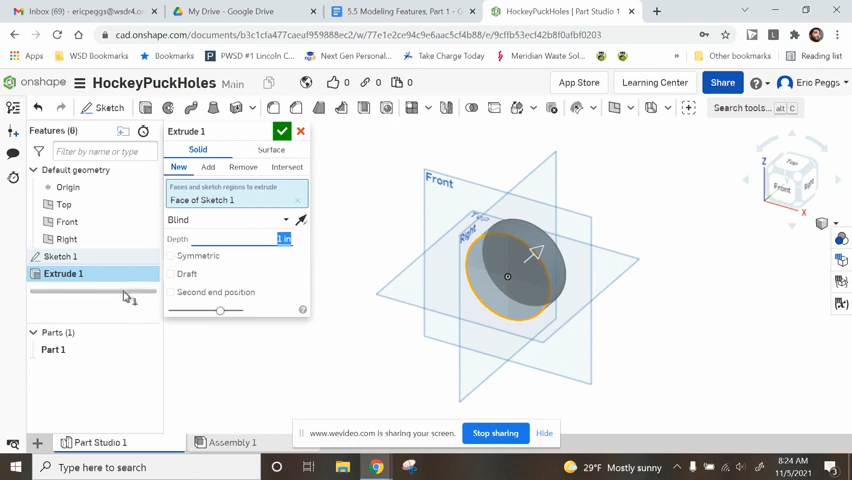 Inbox (69) - ericpeggs@wsdr4.o
My Drive - Google Drive
5.5 Modeling Features, Part 1 - G
HockeyPuckHoles | Part Studio 1
cad.onshape.com/documents/b3c1cc477caeaf959888ec2/w/77e1e2ce94c9e6aac5cf4b88/e/9cffb53ecf42b8f0afbf0203
Apps
WSD Bookmarks
Bookmarks
PWSD #1 landing C...
Next Gen Personal...
Take Charge Today
Meridian Waste Sol...
Other bookmarks
Reading list
onshape
HockeyPuckHoles
Main
0
0
0
App Store
Learning Center
Share
Eric Peggs
Sketch
Search tools...
alt C
Features (6)
Filter by name or type
Default geometry
Origin
Top
Front
Right
Sketch 1
Extrude 1
Parts (1)
Part 1
Extrude 1
Solid
Surface
New
Add
Remove
Intersect
Faces and sketch regions to extrude
Face of Sketch 1
Blind
Depth
1 in
Symmetric
Draft
Second end position
Front
Top
Right
Z
Top
Front
Right
X
Part Studio 1
Assembly 1
www.wevideo.com is sharing your screen.
Stop sharing
Hide
Type here to search
29°F Mostly sunny
8:24 AM
11/5/2021